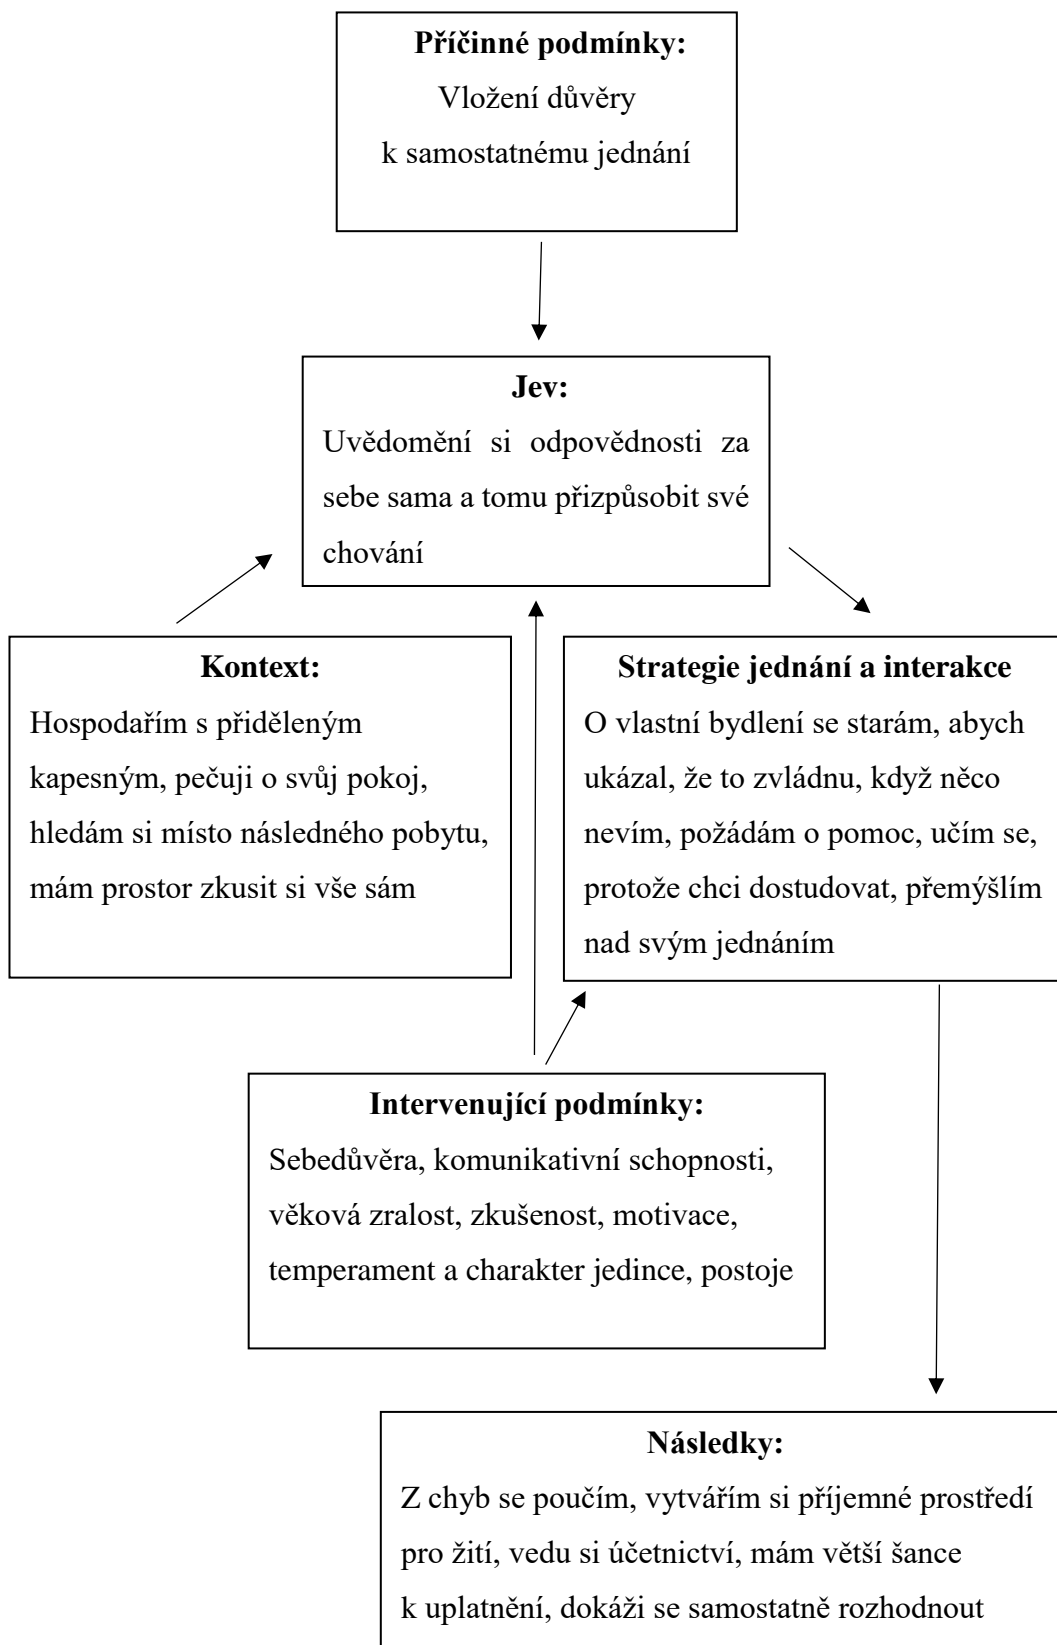 Příčinné podmínky:
Vložení důvěry
k samostatnému jednání
Jev:
Uvědomění si odpovědnosti za
sebe sama a tomu přizpůsobit své
chování
Kontext:
Hospodařím s přiděleným
kapesným, pečuji o svůj pokoj,
hledám si místo následného pobytu,
mám prostor zkusit si vše sám
Strategie jednání a interakce
O vlastní bydlení se starám, abych
ukázal, že to zvládnu, když něco
nevím, požádám o pomoc, učím se,
protože chci dostudovat, přemýšlím
nad svým jednáním
Intervenující podmínky:
Sebedůvěra, komunikativní schopnosti,
věková zralost, zkušenost, motivace,
temperament a charakter jedince, postoje
Následky:
Z chyb se poučím, vytvářím si příjemné prostředí
pro žití, vedu si účetnictví, mám větší šance
k uplatnění, dokáži se samostatně rozhodnout